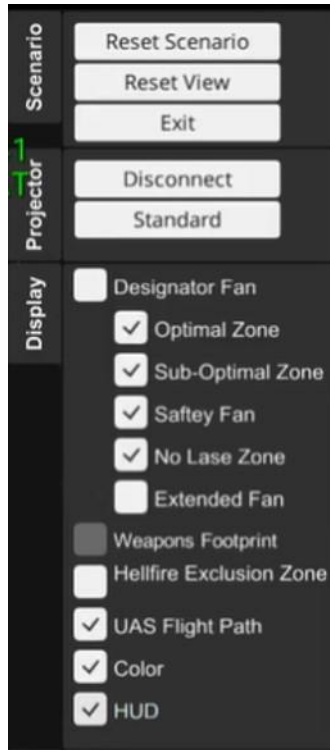 Scenario
Reset Scenario
Reset View
Exit
1
T
Projector
Disconnect
Standard
Display
Designator Fan
Optimal Zone
Sub-Optimal Zone
Saftey Fan
No Lase Zone
Extended Fan
Weapons Footprint
Hellfire Exclusion Zone
UAS Flight Path
Color
HUD